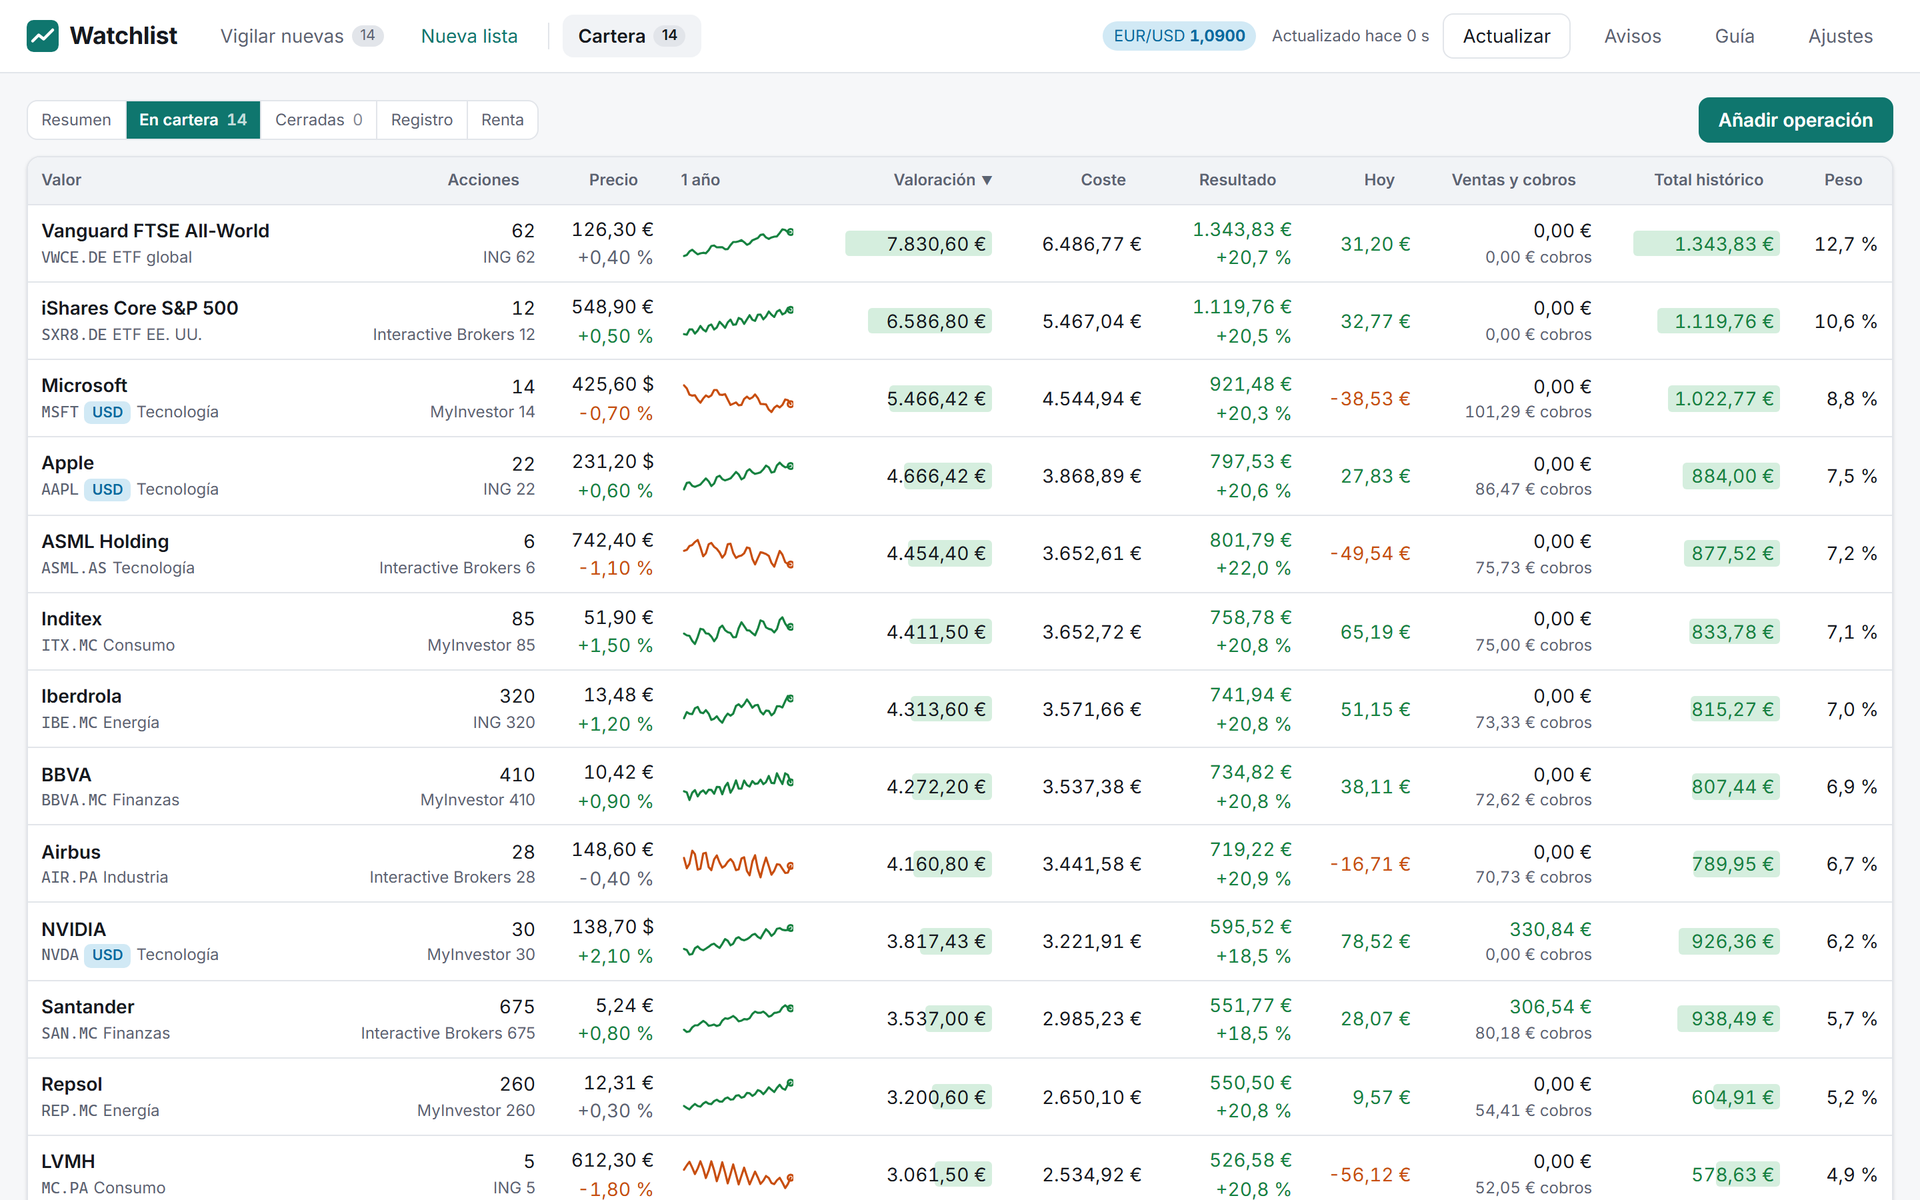 Watchlist
Vigilar nuevas 14
Nueva lista
Cartera 14
EUR/USD 1,0900
Actualizado hace 0 s
Actualizar
Avisos
Guía
Ajustes
Resumen
En cartera 14
Cerradas 0
Registro
Renta
Añadir operación
Valor Acciones Precio 1 año Valoración ▼ Coste Resultado Hoy Ventas y cobros Total histórico Peso
Vanguard FTSE All-World 62 126,30 € 7.830,60 € 6.486,77 € 1.343,83 € 31,20 € 0,00 € 1.343,83 € 12,7 %
VWCE.DE ETF global ING 62 +0,40 % +20,7 % 0,00 € cobros
iShares Core S&P 500 12 548,90 € 6.586,80 € 5.467,04 € 1.119,76 € 32,77 € 0,00 € 1.119,76 € 10,6 %
SXR8.DE ETF EE. UU. Interactive Brokers 12 +0,50 % +20,5 % 0,00 € cobros
Microsoft 14 425,60 $ 5.466,42 € 4.544,94 € 921,48 € -38,53 € 0,00 € 1.022,77 € 8,8 %
MSFT USD Tecnología MyInvestor 14 -0,70 % +20,3 % 101,29 € cobros
Apple 22 231,20 $ 4.666,42 € 3.868,89 € 797,53 € 27,83 € 0,00 € 884,00 € 7,5 %
AAPL USD Tecnología ING 22 +0,60 % +20,6 % 86,47 € cobros
ASML Holding 6 742,40 € 4.454,40 € 3.652,61 € 801,79 € -49,54 € 0,00 € 877,52 € 7,2 %
ASML.AS Tecnología Interactive Brokers 6 -1,10 % +22,0 % 75,73 € cobros
Inditex 85 51,90 € 4.411,50 € 3.652,72 € 758,78 € 65,19 € 0,00 € 833,78 € 7,1 %
ITX.MC Consumo MyInvestor 85 +1,50 % +20,8 % 75,00 € cobros
Iberdrola 320 13,48 € 4.313,60 € 3.571,66 € 741,94 € 51,15 € 0,00 € 815,27 € 7,0 %
IBE.MC Energía ING 320 +1,20 % +20,8 % 73,33 € cobros
BBVA 410 10,42 € 4.272,20 € 3.537,38 € 734,82 € 38,11 € 0,00 € 807,44 € 6,9 %
BBVA.MC Finanzas MyInvestor 410 +0,90 % +20,8 % 72,62 € cobros
Airbus 28 148,60 € 4.160,80 € 3.441,58 € 719,22 € -16,71 € 0,00 € 789,95 € 6,7 %
AIR.PA Industria Interactive Brokers 28 -0,40 % +20,9 % 70,73 € cobros
NVIDIA 30 138,70 $ 3.817,43 € 3.221,91 € 595,52 € 78,52 € 330,84 € 926,36 € 6,2 %
NVDA USD Tecnología MyInvestor 30 +2,10 % +18,5 % 0,00 € cobros
Santander 675 5,24 € 3.537,00 € 2.985,23 € 551,77 € 28,07 € 306,54 € 938,49 € 5,7 %
SAN.MC Finanzas Interactive Brokers 675 +0,80 % +18,5 % 80,18 € cobros
Repsol 260 12,31 € 3.200,60 € 2.650,10 € 550,50 € 9,57 € 0,00 € 604,91 € 5,2 %
REP.MC Energía MyInvestor 260 +0,30 % +20,8 % 54,41 € cobros
LVMH 5 612,30 € 3.061,50 € 2.534,92 € 526,58 € -56,12 € 0,00 € 578,63 € 4,9 %
MC.PA Consumo ING 5 -1,80 % +20,8 % 52,05 € cobros